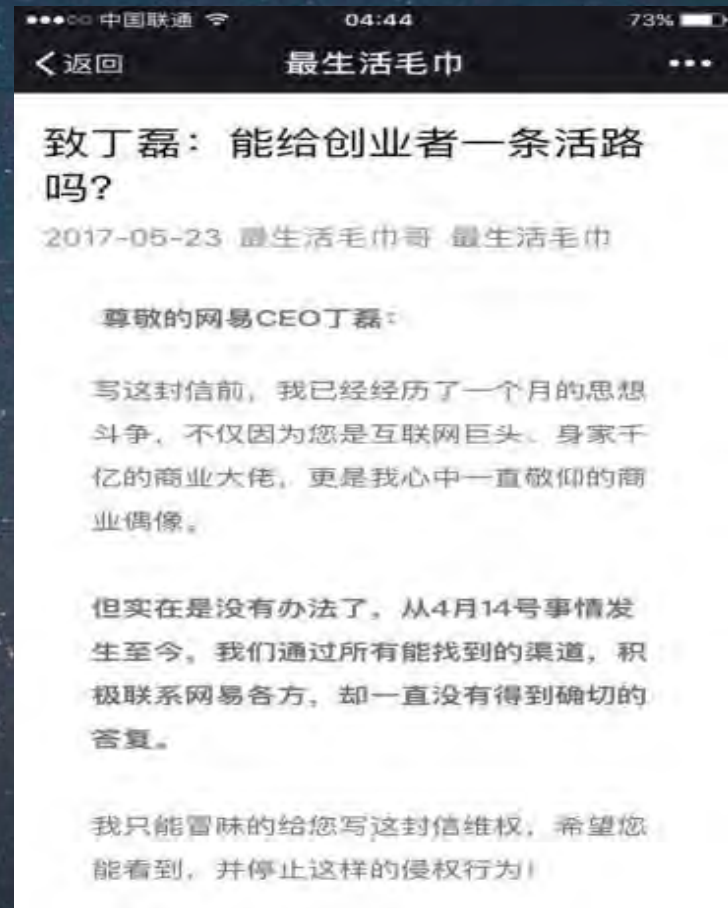 中国联通 04:44 73%
返回 最生活毛巾
致丁磊：能给创业者一条活路
吗？
2017-05-23 最生活毛巾哥 最生活毛巾
尊敬的网易CEO丁磊：
写这封信前，我已经经历了一个月的思想
斗争，不仅因为您是互联网巨头、身家千
亿的商业大佬，更是我心中一直敬仰的商
业偶像。
但实在是没有办法了，从4月14号事情发
生至今，我们通过所有能找到的渠道，积
极联系网易各方，却一直没有得到确切的
答复。
我只能冒昧的给您写这封信维权，希望您
能看到，并停止这样的侵权行为！